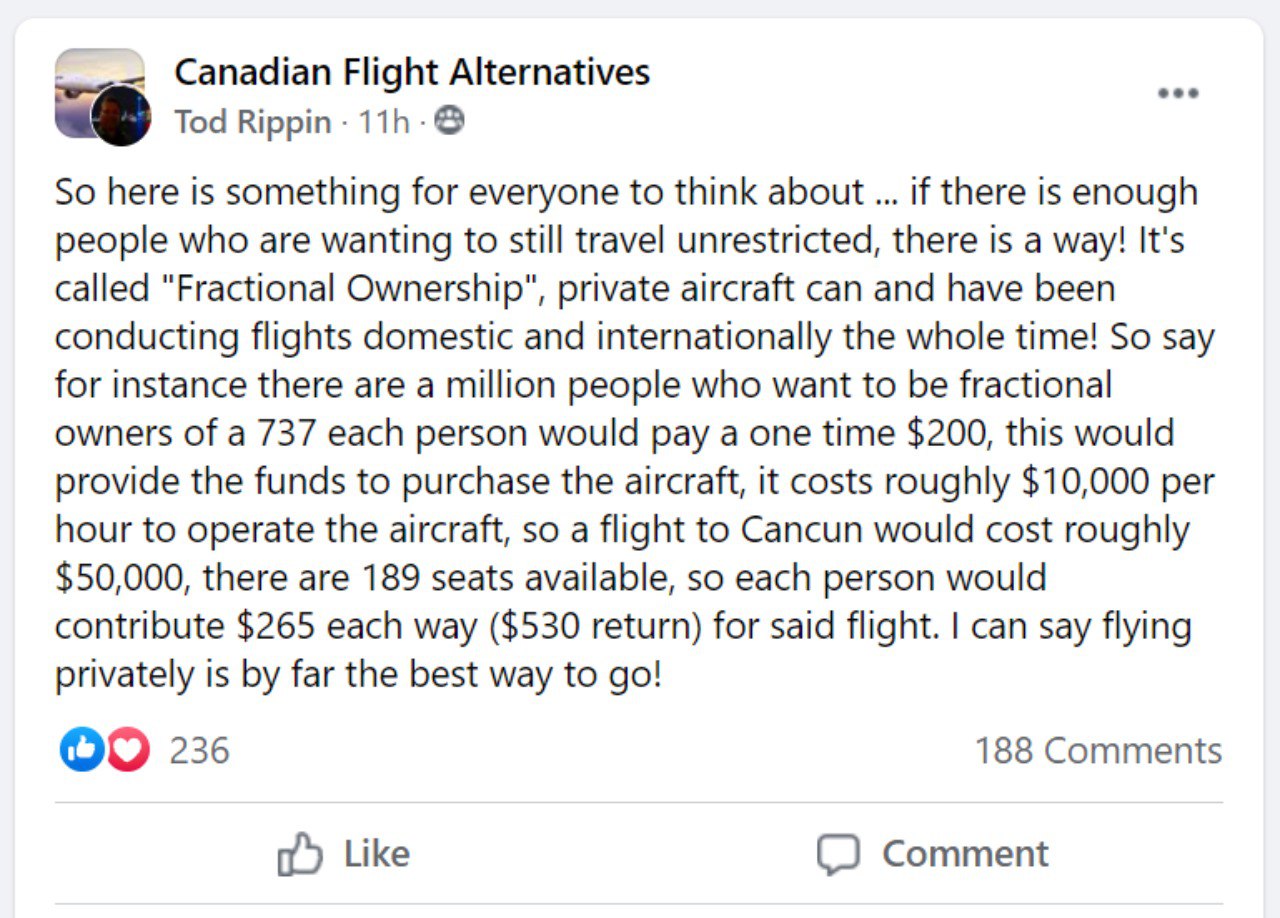 Canadian Flight Alternatives
Tod Rippin · 11h ·
So here is something for everyone to think about ... if there is enough
people who are wanting to still travel unrestricted, there is a way! It's
called "Fractional Ownership", private aircraft can and have been
conducting flights domestic and internationally the whole time! So say
for instance there are a million people who want to be fractional
owners of a 737 each person would pay a one time $200, this would
provide the funds to purchase the aircraft, it costs roughly $10,000 per
hour to operate the aircraft, so a flight to Cancun would cost roughly
$50,000, there are 189 seats available, so each person would
contribute $265 each way ($530 return) for said flight. I can say flying
privately is by far the best way to go!
236 188 Comments
Like Comment